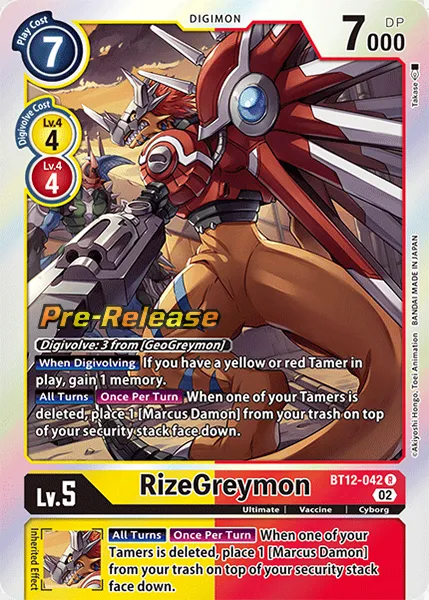 Play Cost
7
DIGIMON
7000
DP
Digivolve Cost
Lv.4
4
Lv.4
4
Takase
©Akiyoshi Hongo, Toei Animation BANDAI MADE IN JAPAN
Pre-Release
Digivolve: 3 from [GeoGreymon]
When Digivolving If you have a yellow or red Tamer in
play, gain 1 memory.
All Turns Once Per Turn When one of your Tamers is
deleted, place 1 [Marcus Damon] from your trash on top
of your security stack face down.
Lv.5
RizeGreymon
BT12-042 R
02
Ultimate | Vaccine | Cyborg
Inherited Effect
All Turns Once Per Turn When one of your
Tamers is deleted, place 1 [Marcus Damon]
from your trash on top of your security stack
face down.